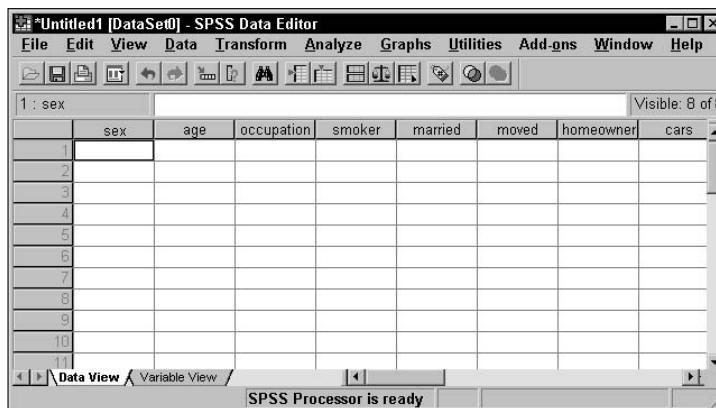 *Untitled1 [DataSet0] - SPSS Data Editor
File Edit View Data Transform Analyze Graphs Utilities Add-ons Window Help
1 : sex Visible: 8 of
sex age occupation smoker married moved homeowner cars
1
2
3
4
5
6
7
8
9
10
11
Data View Variable View
SPSS Processor is ready